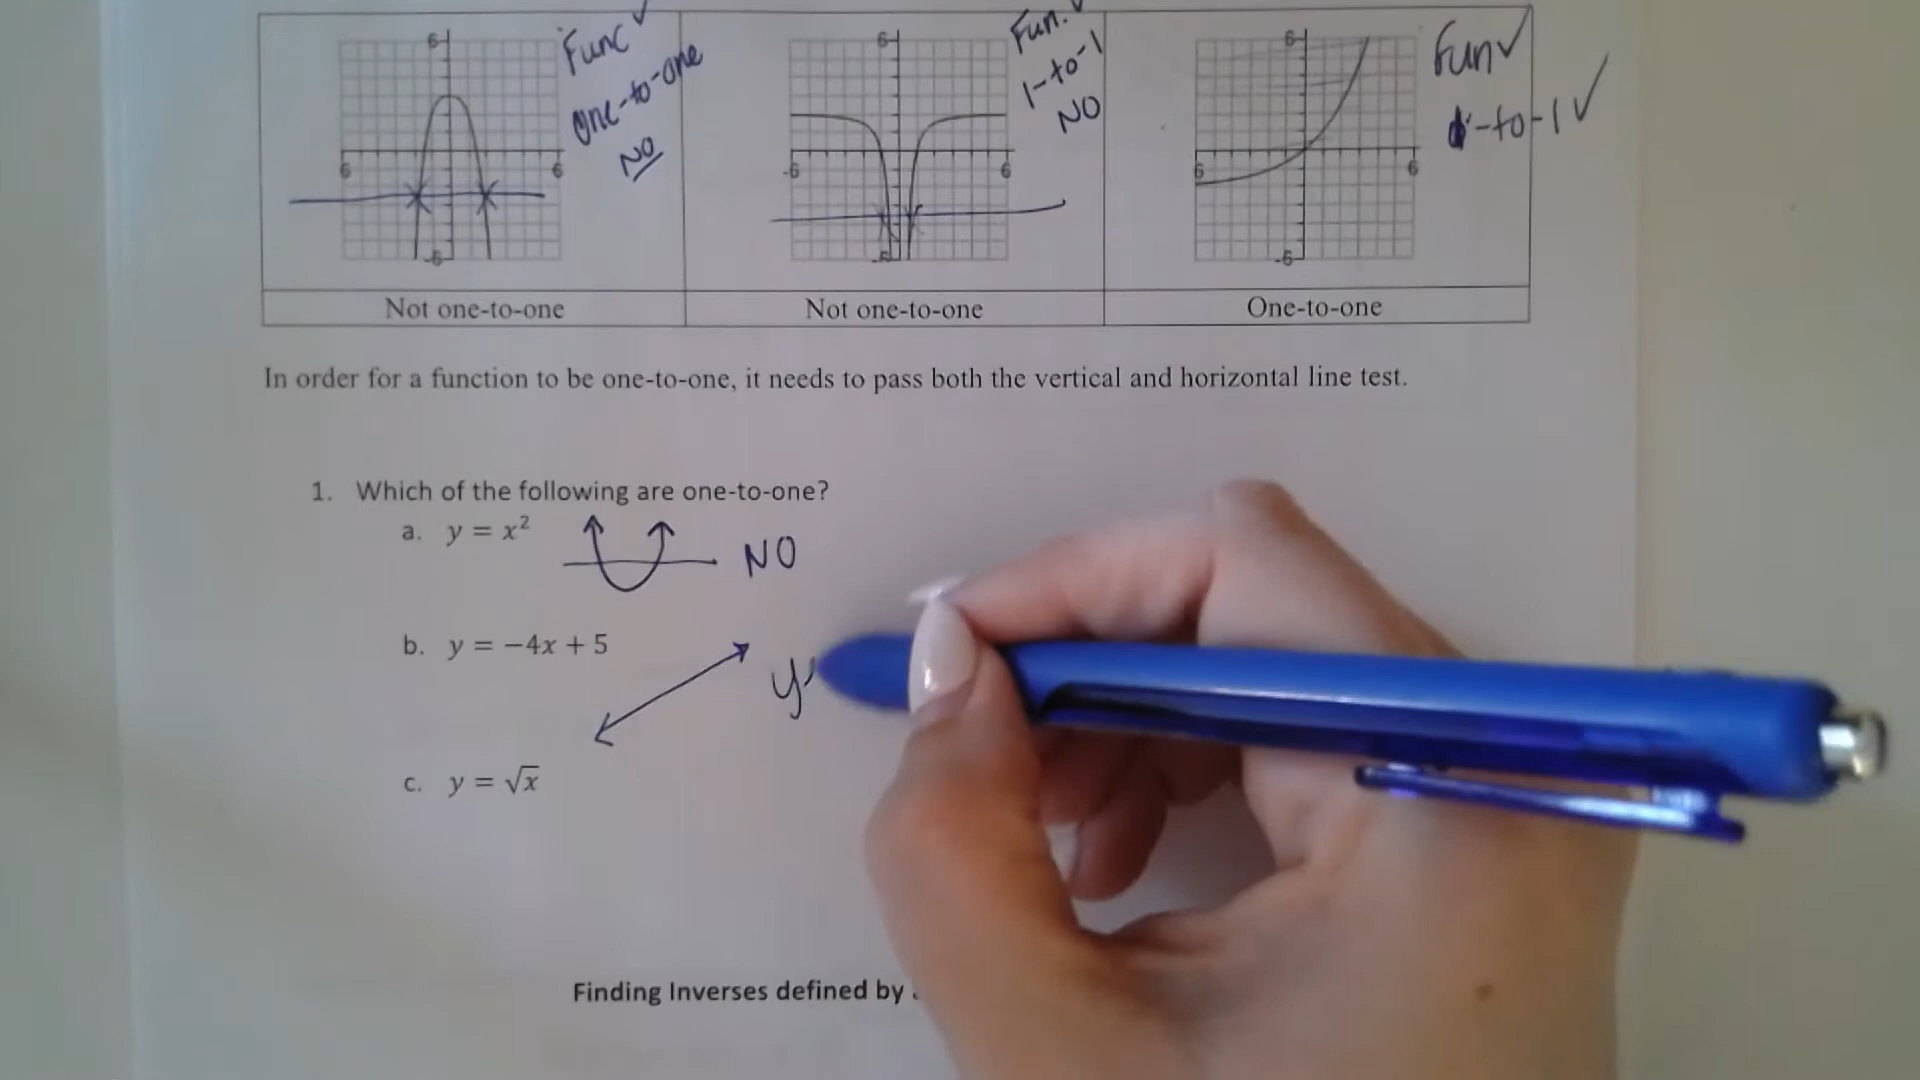 6
Func ✓
one-to-one
NO
6
6
-6
6
Fun. ✓
1-to-1
NO
-6
6
6
Fun ✓
1-to-1 ✓
6
6
-6
Not one-to-one
Not one-to-one
One-to-one
In order for a function to be one-to-one, it needs to pass both the vertical and horizontal line test.
1. Which of the following are one-to-one?
a. y = x²
NO
b. y = −4x + 5
c. y = √x
Finding Inverses defined by